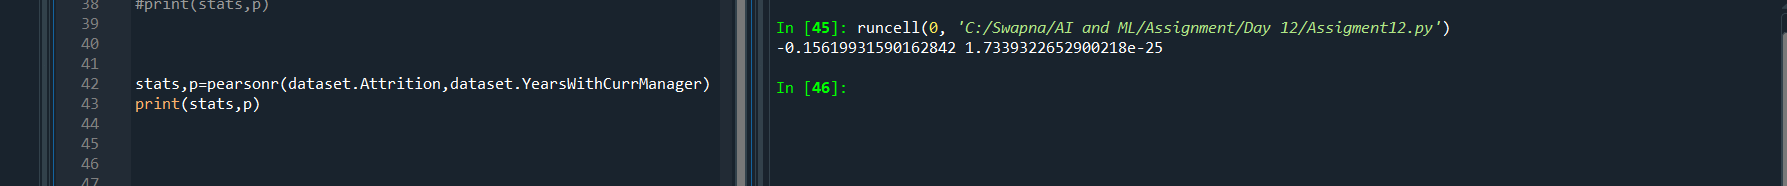 38 #print(stats,p)
39
40
41
42 stats,p=pearsonr(dataset.Attrition,dataset.YearsWithCurrManager)
43 print(stats,p)
44
45
46
47
In [45]: runcell(0, 'C:/Swapna/AI and ML/Assignment/Day 12/Assigment12.py')
-0.15619931590162842 1.7339322652900218e-25
In [46]: